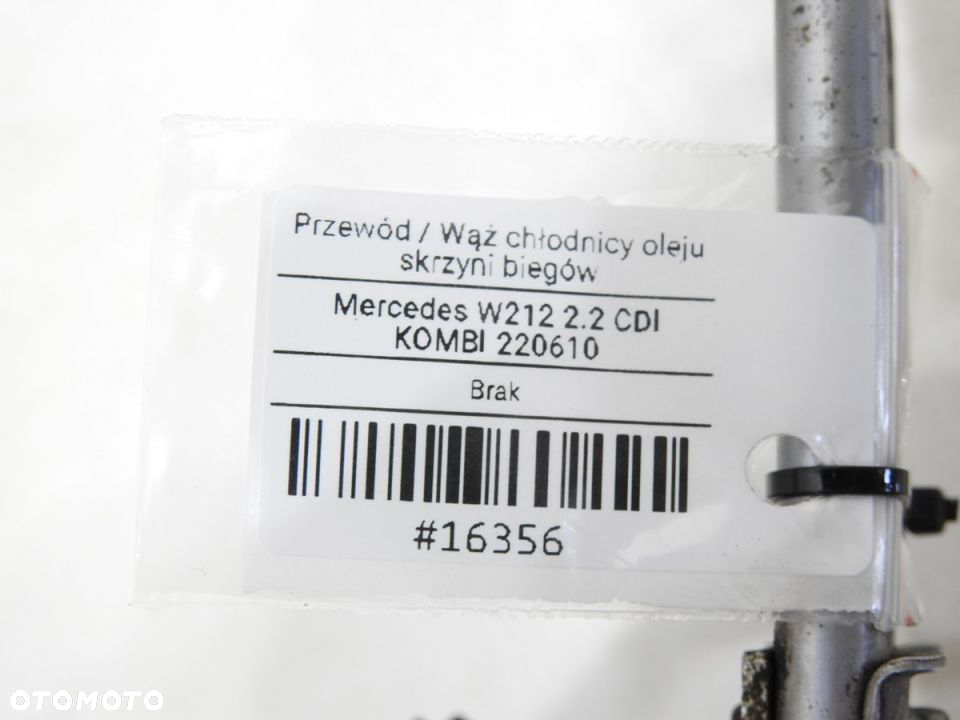 Przewód / Wąż chłodnicy oleju
skrzyni biegów
Mercedes W212 2.2 CDI
KOMBI 220610
Brak
#16356
OTOMOTO